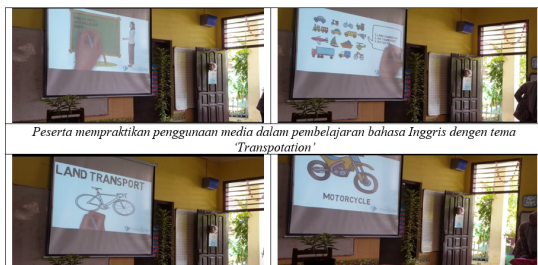 Peserta mempraktikan penggunaan media dalam pembelajaran bahasa Inggris dengen tema
‘Transpotation’
LAND TRANSPORT
MOTORCYCLE